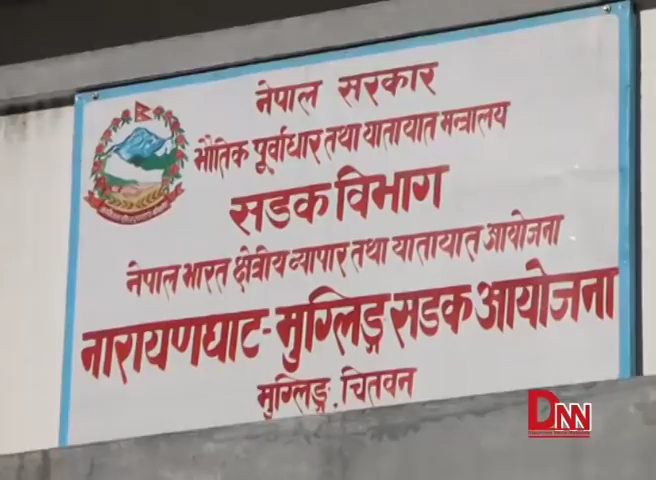 नेपाल सरकार
भौतिक पूर्वाधार तथा यातायात मन्त्रालय
सडक विभाग
नेपाल भारत क्षेत्रीय व्यापार तथा यातायात आयोजना
नारायणघाट-मुग्लिङ्ग सडक आयोजना
मुग्लिङ्ग, चितवन
DNN